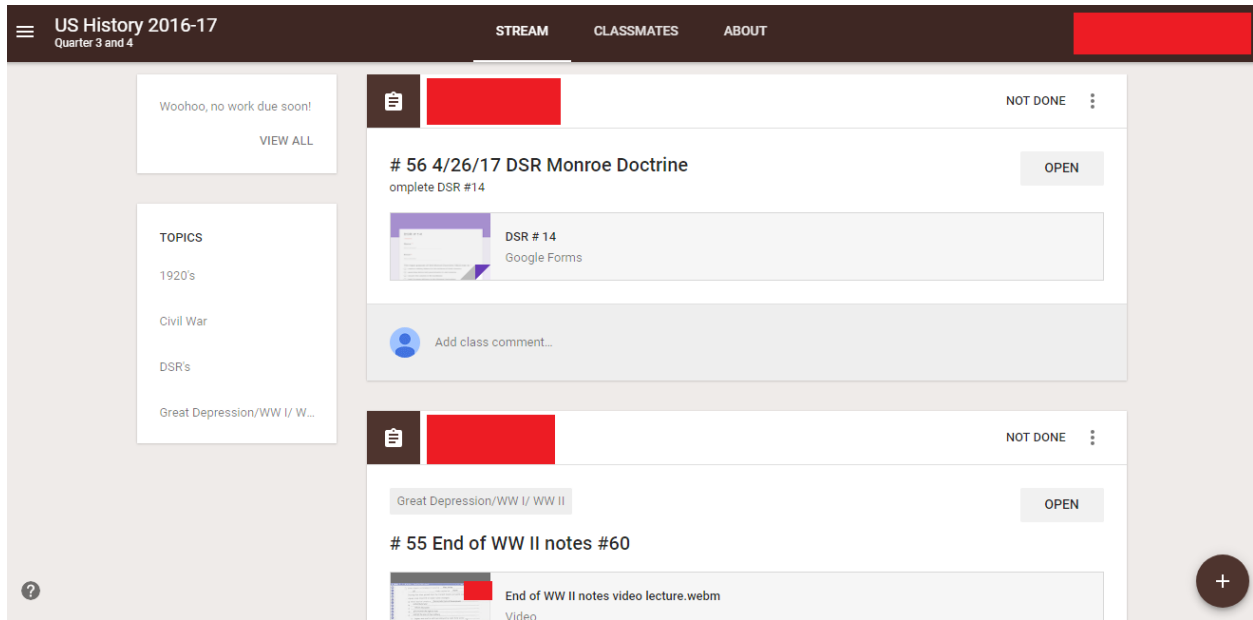 US History 2016-17
Quarter 3 and 4
STREAM
CLASSMATES
ABOUT
Woohoo, no work due soon!
VIEW ALL
TOPICS
1920's
Civil War
DSR's
Great Depression/WW I/ W...
NOT DONE
# 56 4/26/17 DSR Monroe Doctrine
omplete DSR #14
OPEN
DSR # 14
Google Forms
Add class comment...
NOT DONE
Great Depression/WW I/ WW II
OPEN
# 55 End of WW II notes #60
End of WW II notes video lecture.webm
Video